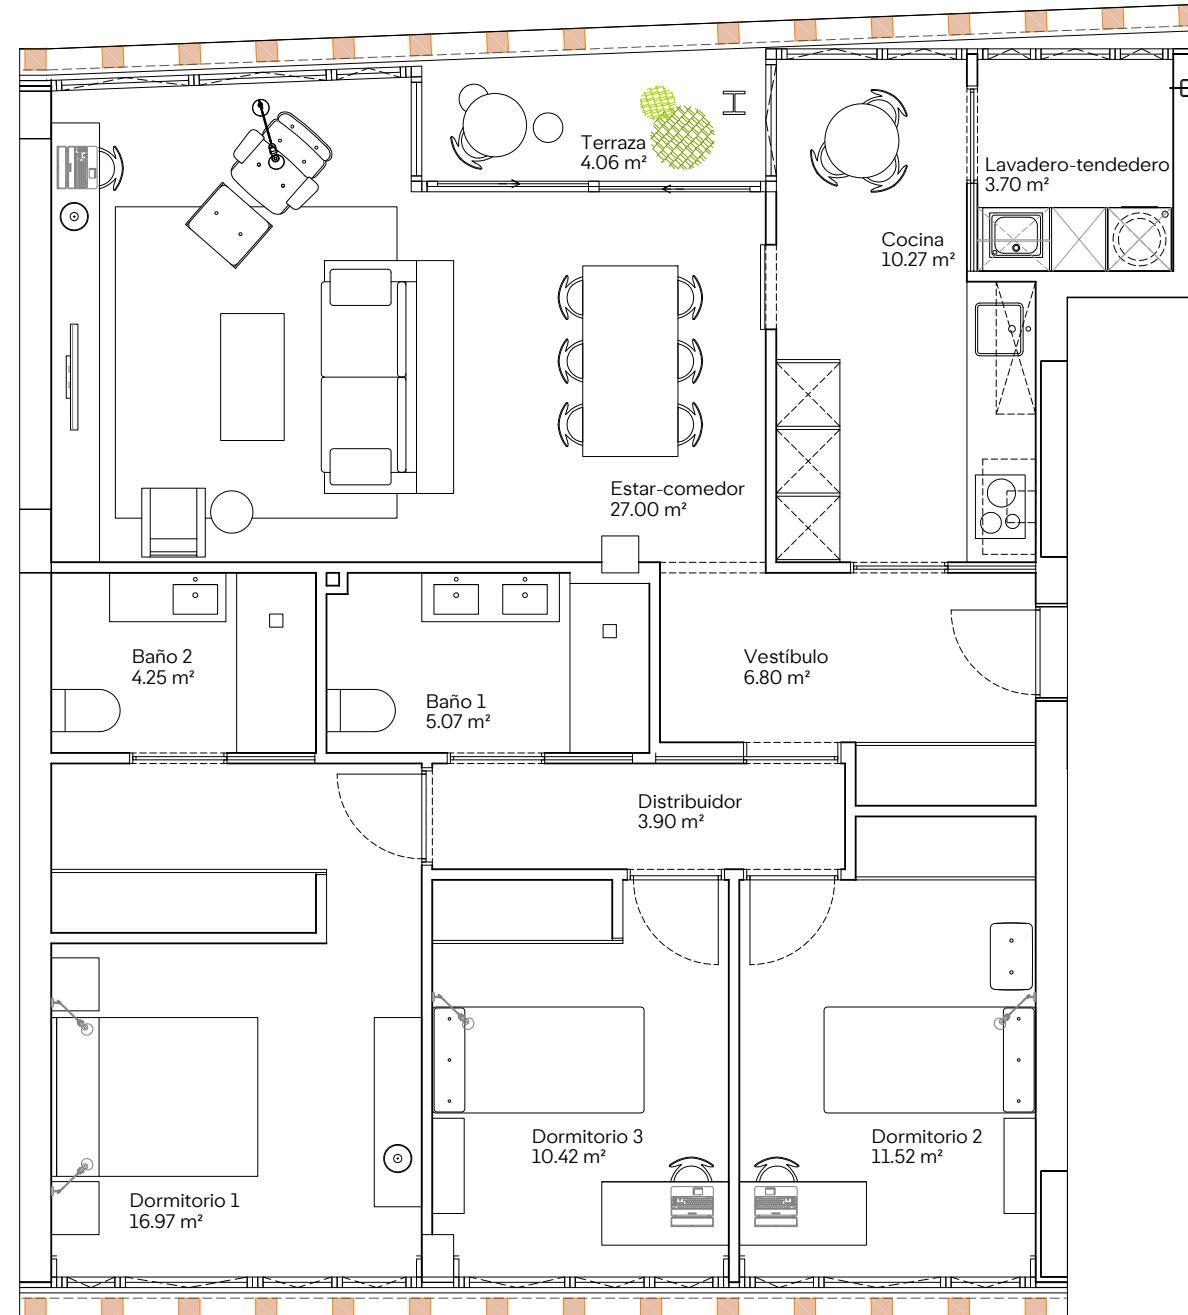 Terraza
4.06 m²
Lavadero-tendedero
3.70 m²
Cocina
10.27 m²
Estar-comedor
27.00 m²
Baño 2
4.25 m²
Baño 1
5.07 m²
Vestíbulo
6.80 m²
Distribuidor
3.90 m²
Dormitorio 3
10.42 m²
Dormitorio 2
11.52 m²
Dormitorio 1
16.97 m²